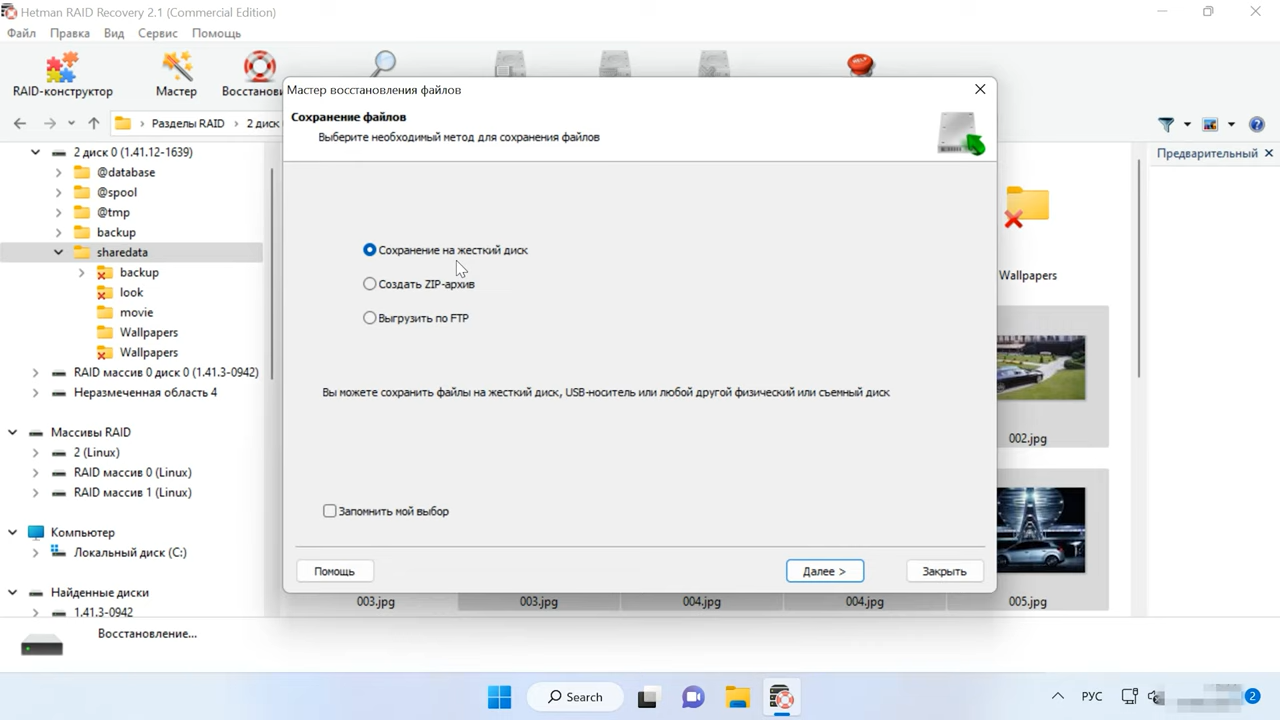 Hetman RAID Recovery 2.1 (Commercial Edition)
Файл Правка Вид Сервис Помощь
RAID-конструктор Мастер
HELP
Разделы RAID 2 диск
Мастер восстановления файлов
Сохранение файлов
Выберите необходимый метод для сохранения файлов
Сохранение на жесткий диск
Создать ZIP-архив
Выгрузить по FTP
Вы можете сохранить файлы на жесткий диск, USB-носитель или любой другой физический или съемный диск
Запомнить мой выбор
Помощь Далее > Закрыть
2 диск 0 (1.41.12-1639)
@database
@spool
@tmp
backup
sharedata
backup
look
movie
Wallpapers
Wallpapers
RAID массив 0 диск 0 (1.41.3-0942)
Неразмеченная область 4
Массивы RAID
2 (Linux)
RAID массив 0 (Linux)
RAID массив 1 (Linux)
Компьютер
Локальный диск (C:)
Найденные диски
1.41.3-0942
Предварительный
Wallpapers
002.jpg
003.jpg 003.jpg 004.jpg 004.jpg 005.jpg
Восстановление...
Search
РУС
2